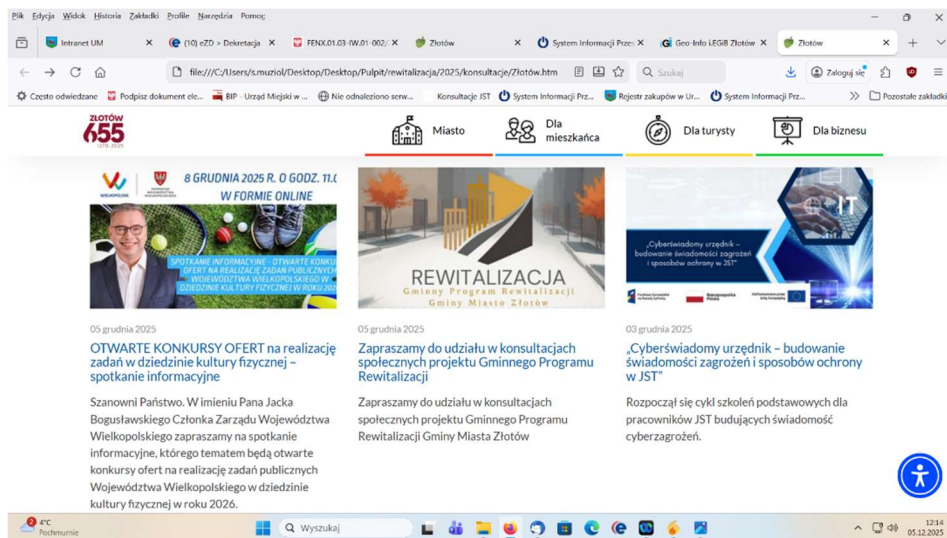 Plik Edycja Widok Historia Zakładki Profile Narzędzia Pomoc
Intranet UM
(10) eZD > Dekretacja
FENX.01.03-IW.01-002/
Złotów
System Informacji Przes
Geo-Info i.EGiB Złotów
Złotów
file:///C:/Users/s.muziol/Desktop/Desktop/Pulpit/rewitalizacja/2025/konsultacje/Złotów.htm
Szukaj
Zaloguj się
Często odwiedzane
Podpisz dokument ele...
BIP - Urząd Miejski w ...
Nie odnaleziono serw...
Konsultacje JST
System Informacji Prz...
Rejestr zakupów w Ur...
System Informacji Prz...
Pozostałe zakładki
ZŁOTÓW
655
1370-2025
Miasto
Dla mieszkańca
Dla turysty
Dla biznesu
8 GRUDNIA 2025 R. O GODZ. 11.0
W FORMIE ONLINE
SPOTKANIE INFORMACYJNE - OTWARTE KONKU
OFERT NA REALIZACJĘ ZADAŃ PUBLICZNYCH
WOJEWÓDZTWA WIELKOPOLSKIEGO W
DZIEDZINIE KULTURY FIZYCZNEJ W ROKU 202
REWITALIZACJA
Gminny Program Rewitalizacji
Gminy Miasto Złotów
IT
„Cyberświadomy urzędnik –
budowanie świadomości zagrożeń
i sposobów ochrony w JST”
05 grudnia 2025
OTWARTE KONKURSY OFERT na realizację
zadań w dziedzinie kultury fizycznej –
spotkanie informacyjne
Szanowni Państwo. W imieniu Pana Jacka
Bogusławskiego Członka Zarządu Województwa
Wielkopolskiego zapraszamy na spotkanie
informacyjne, którego tematem będą otwarte
konkursy ofert na realizację zadań publicznych
Województwa Wielkopolskiego w dziedzinie
kultury fizycznej w roku 2026.
05 grudnia 2025
Zapraszamy do udziału w konsultacjach
społecznych projektu Gminnego Programu
Rewitalizacji
Zapraszamy do udziału w konsultacjach
społecznych projektu Gminnego Programu
Rewitalizacji Gminy Miasta Złotów
03 grudnia 2025
„Cyberświadomy urzędnik – budowanie
świadomości zagrożeń i sposobów ochrony
w JST”
Rozpoczął się cykl szkoleń podstawowych dla
pracowników JST budujących świadomość
cyberzagrożeń.
4°C
Pochmurnie
Wyszukaj
12:14
05.12.2025